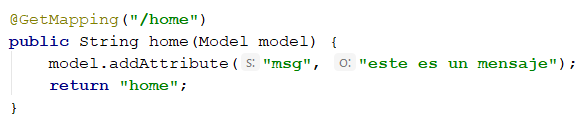 @GetMapping("/home")
public String home(Model model) {
model.addAttribute( s: "msg", o: "este es un mensaje");
return "home";
}